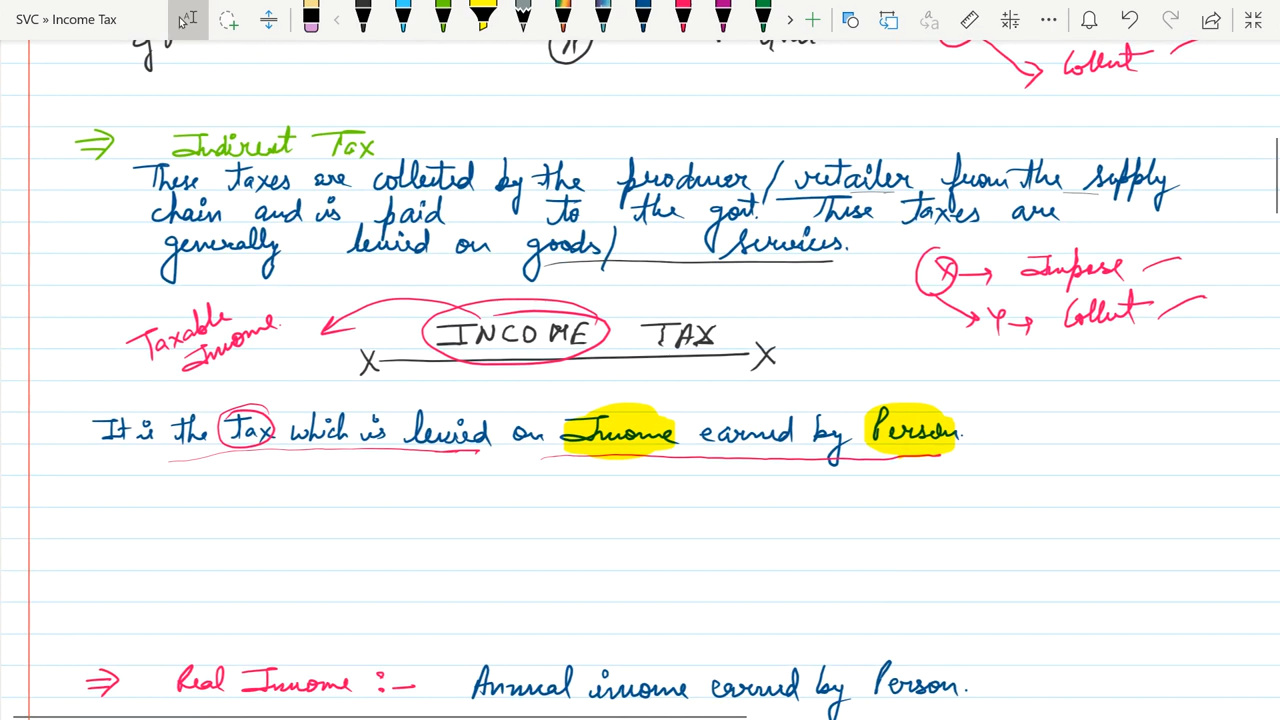 SVC » Income Tax
Collect
⇒ Indirect Tax
These taxes are collected by the producer/retailer from the supply
chain and is paid to the govt. These taxes are
generally levied on goods/ services.
X → Impose
Y → Collect
Taxable
Income.
INCOME TAX
X X
It is the Tax which is levied on Income earned by Person.
⇒ Real Income :- Annual income earned by Person.